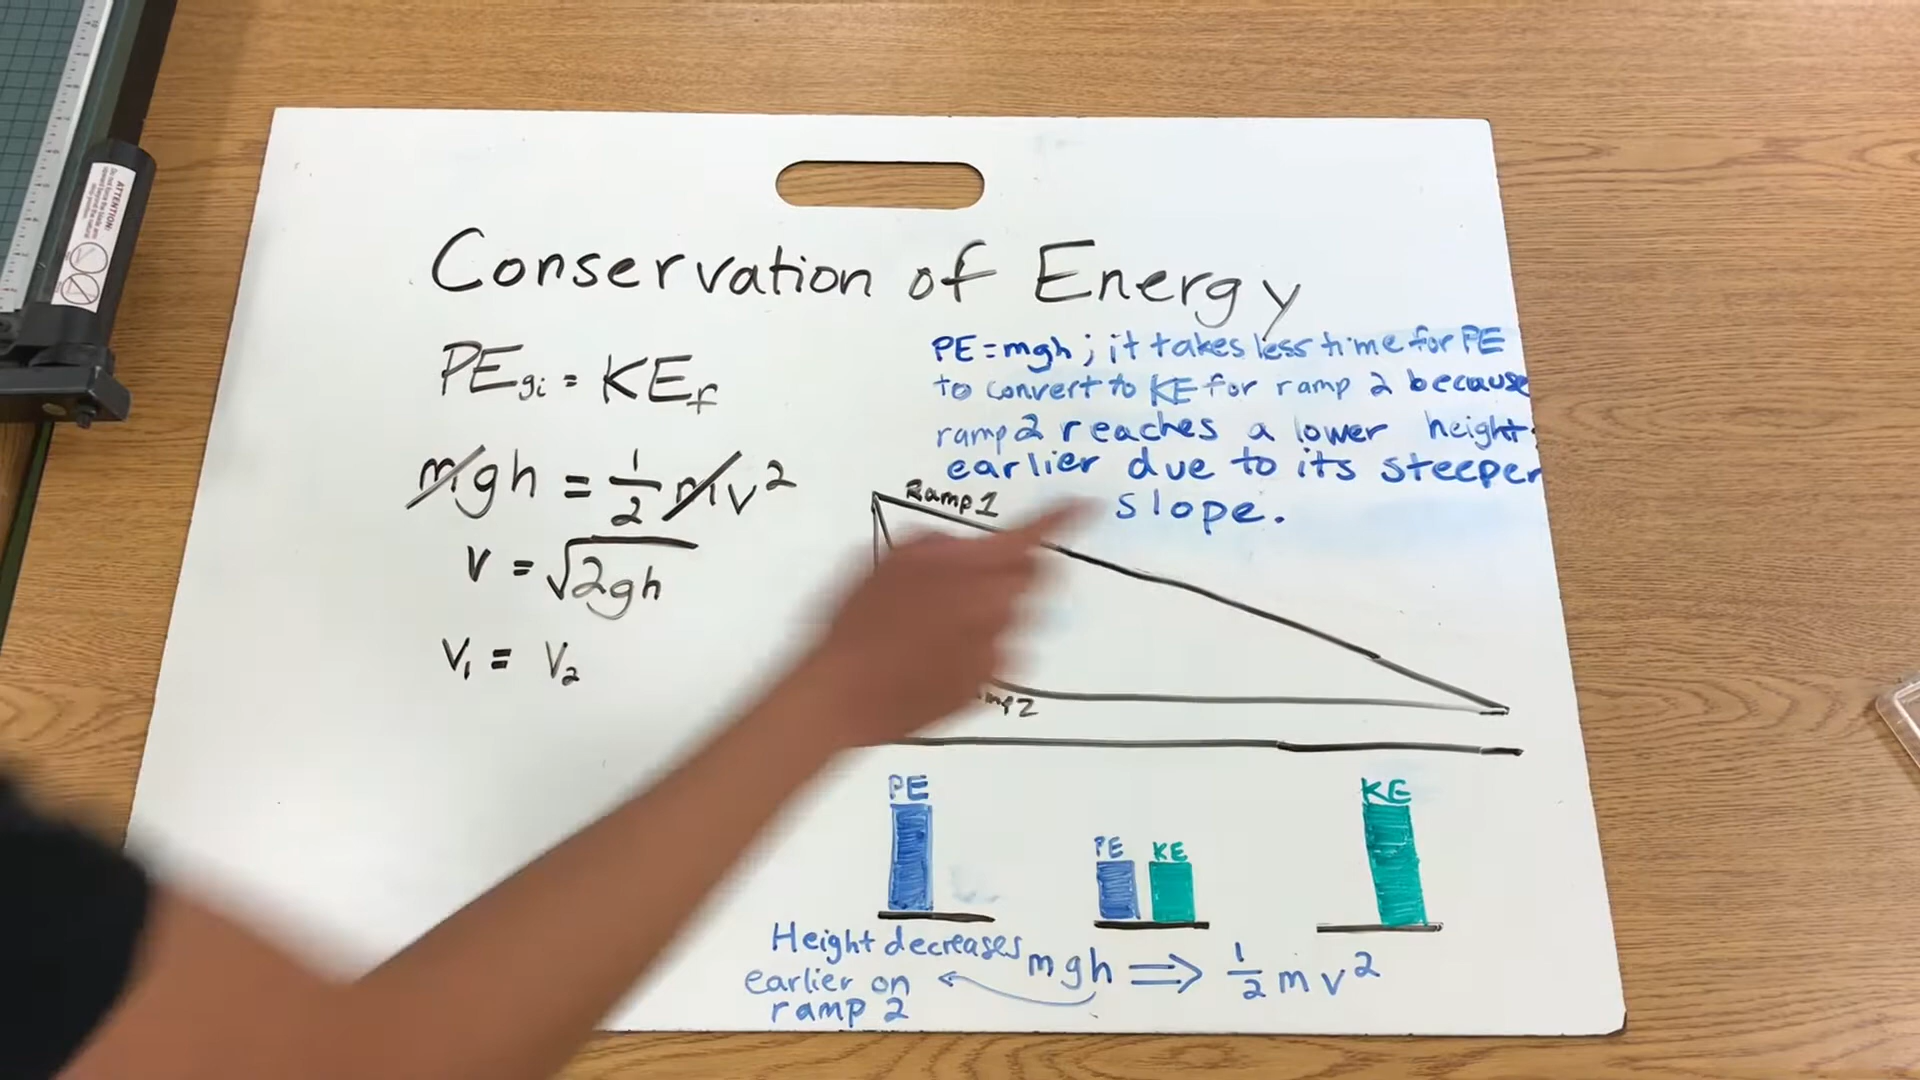 ATTENTION:
Conservation of Energy
PE_gi = KE_f
mgh = 1/2 mv²
v = √2gh
V₁ = V₂
PE = mgh ; it takes less time for PE
to convert to KE for ramp 2 because
ramp 2 reaches a lower height
earlier due to its steeper
slope.
Ramp 1
PE
PE KE
KE
Height decreases
earlier on
ramp 2
mgh ⇒ 1/2 mv²